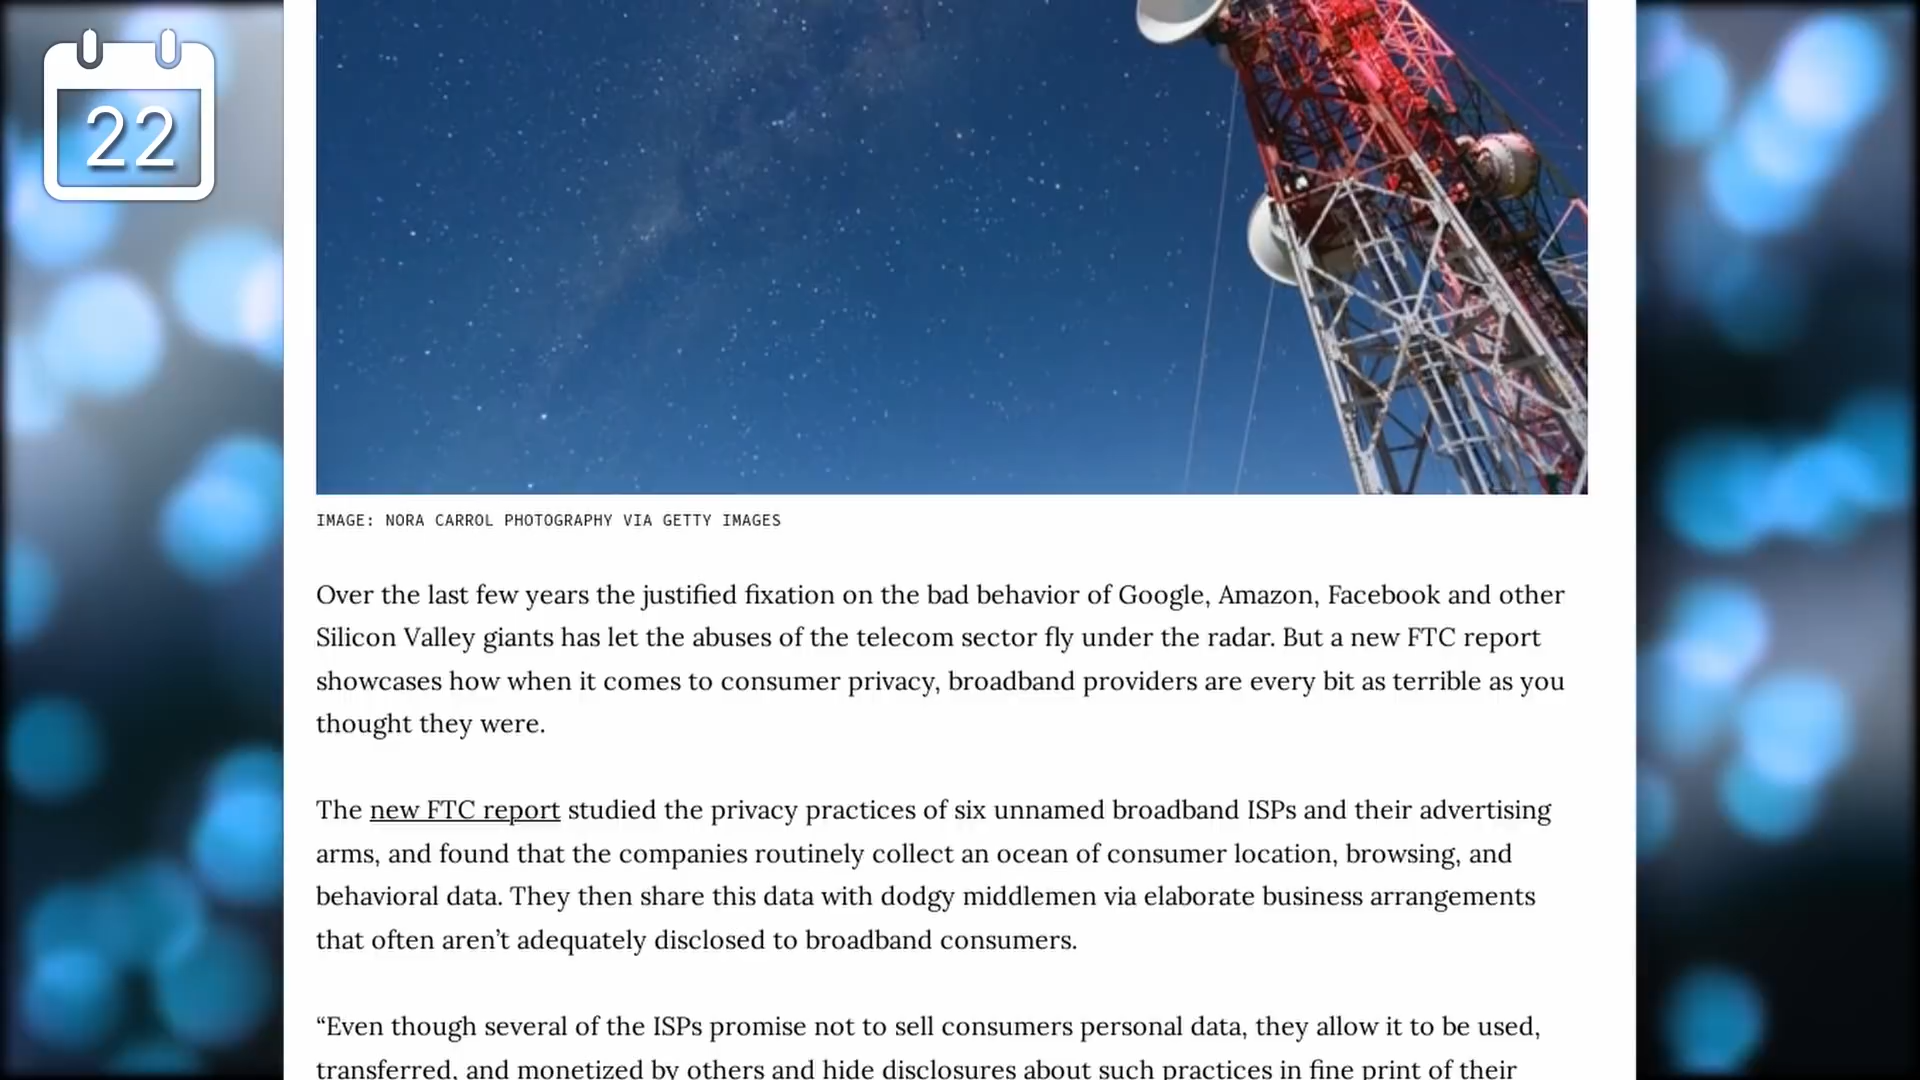 22
IMAGE: NORA CARROL PHOTOGRAPHY VIA GETTY IMAGES
Over the last few years the justified fixation on the bad behavior of Google, Amazon, Facebook and other
Silicon Valley giants has let the abuses of the telecom sector fly under the radar. But a new FTC report
showcases how when it comes to consumer privacy, broadband providers are every bit as terrible as you
thought they were.
The new FTC report studied the privacy practices of six unnamed broadband ISPs and their advertising
arms, and found that the companies routinely collect an ocean of consumer location, browsing, and
behavioral data. They then share this data with dodgy middlemen via elaborate business arrangements
that often aren’t adequately disclosed to broadband consumers.
“Even though several of the ISPs promise not to sell consumers personal data, they allow it to be used,
transferred, and monetized by others and hide disclosures about such practices in fine print of their